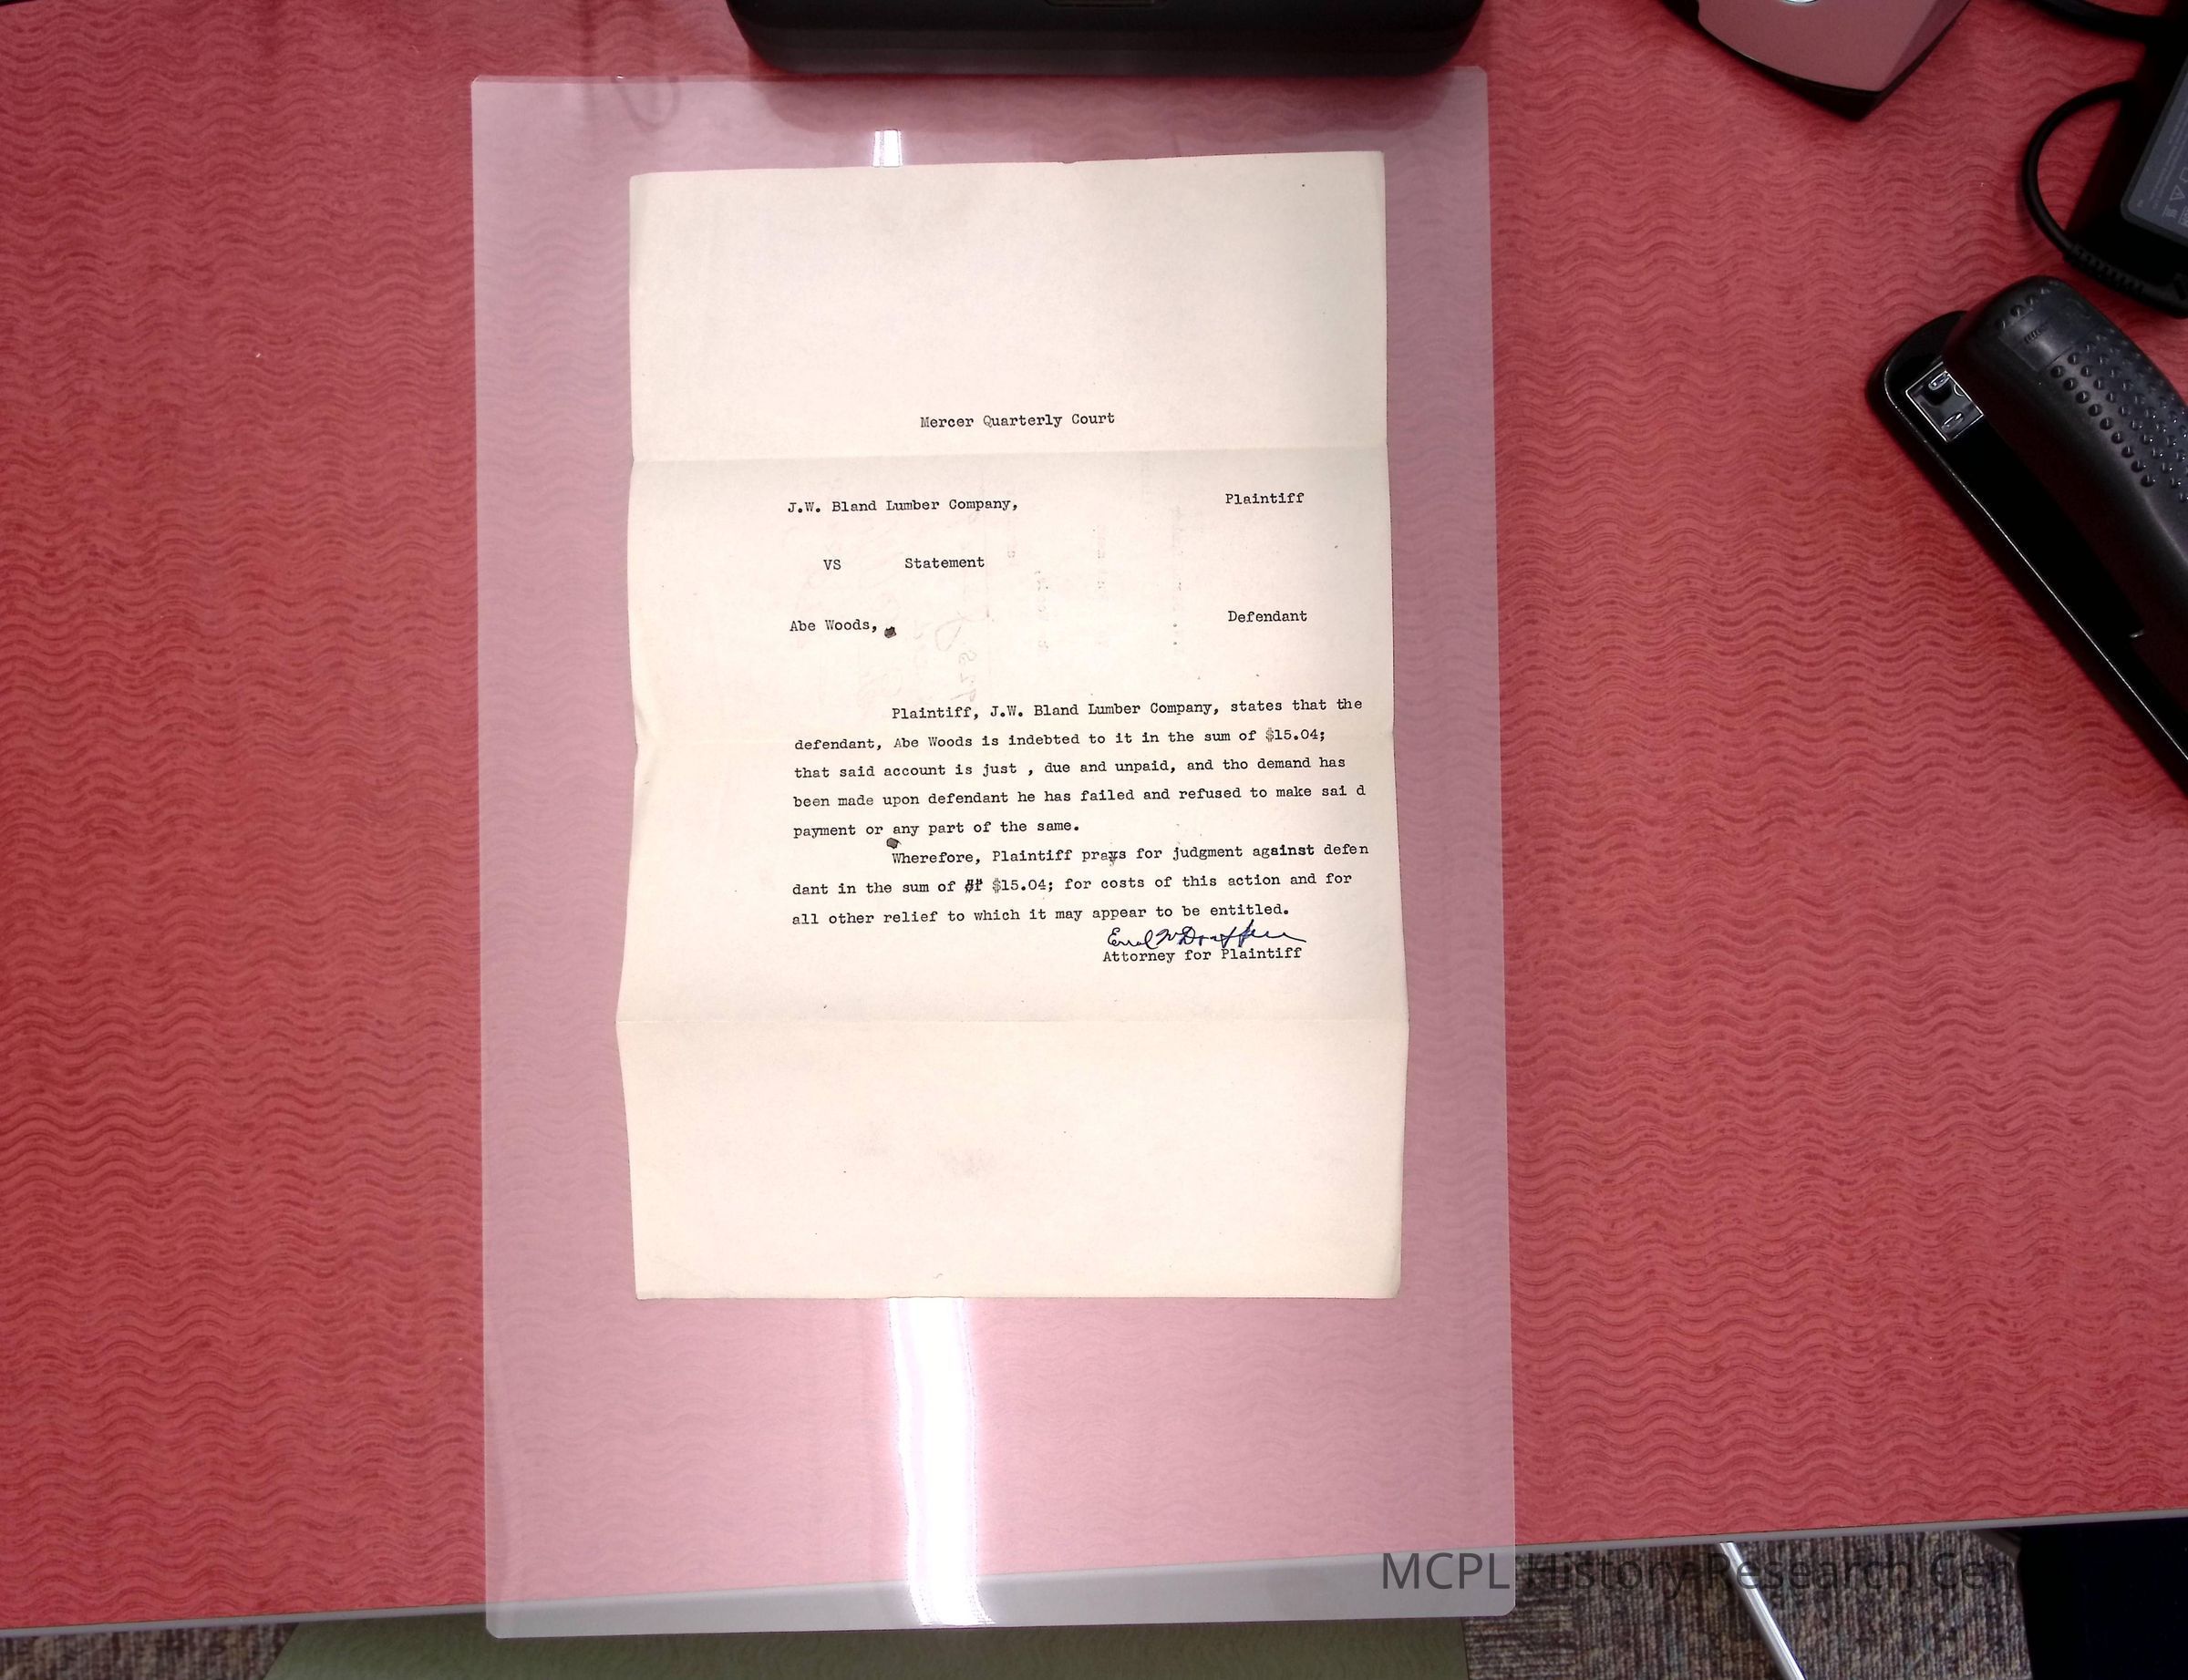 Mercer Quarterly Court
J.W. Bland Lumber Company, Plaintiff
VS Statement
Abe Woods, Defendant
Plaintiff, J.W. Bland Lumber Company, states that the
defendant, Abe Woods is indebted to it in the sum of $15.04;
that said account is just , due and unpaid, and tho demand has
been made upon defendant he has failed and refused to make sai d
payment or any part of the same.
Wherefore, Plaintiff prays for judgment against defen
dant in the sum of $15.04; for costs of this action and for
all other relief to which it may appear to be entitled.
Attorney for Plaintiff
MCPL History Research Cen